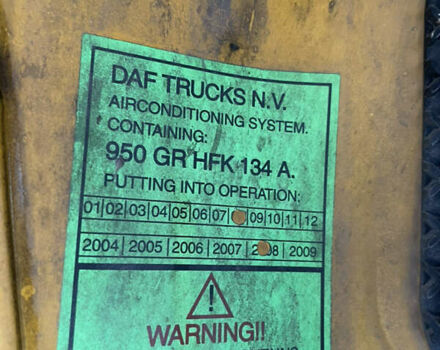 DAF TRUCKS N.V.
AIRCONDITIONING SYSTEM.
CONTAINING:
950 GR HFK 134 A.
PUTTING INTO OPERATION:
01|02|03|04|05|06|07| |09|10|11|12
2004|2005|2006|2007| |2009
WARNING!!